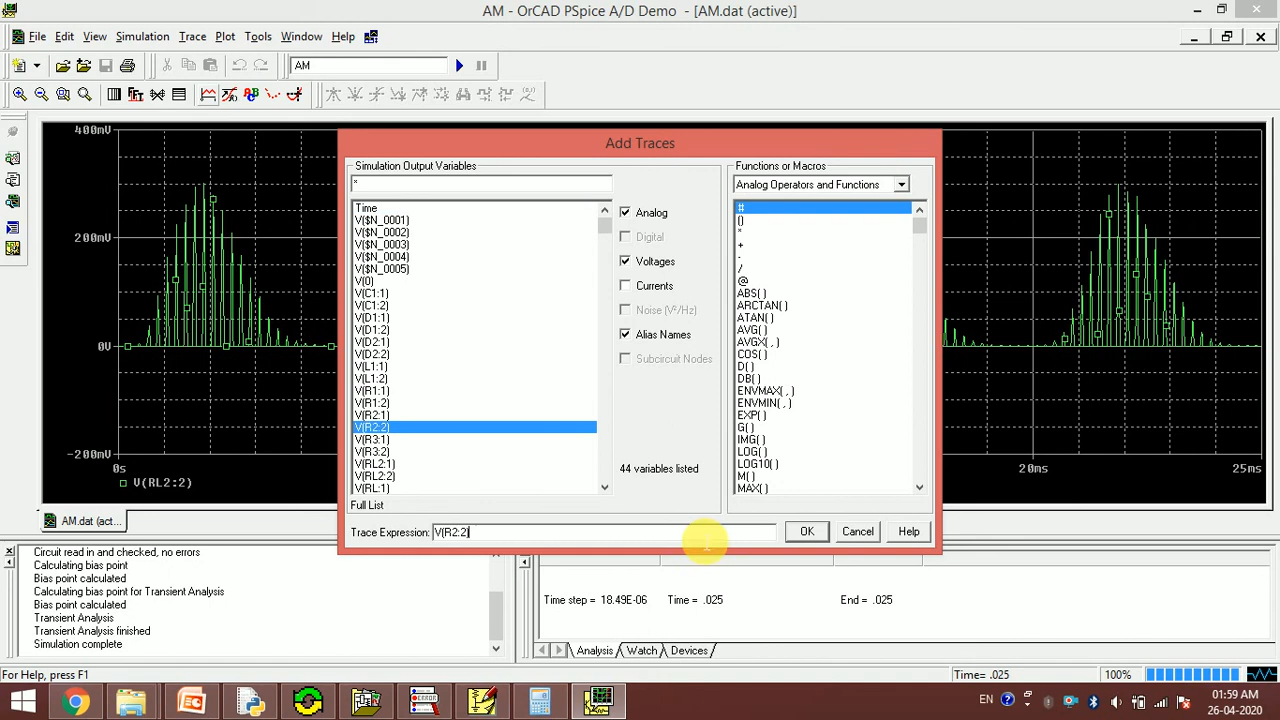 AM - OrCAD PSpice A/D Demo - [AM.dat (active)]
File Edit View Simulation Trace Plot Tools Window Help
AM
400mV
200mV
0V
-200mV
0s
20ms
25ms
V(RL2:2)
AM.dat (act...
Add Traces
Simulation Output Variables
*
Time
V($N_0001)
V($N_0002)
V($N_0003)
V($N_0004)
V($N_0005)
V(0)
V(C1:1)
V(C1:2)
V(D1:1)
V(D1:2)
V(D2:1)
V(D2:2)
V(L1:1)
V(L1:2)
V(R1:1)
V(R1:2)
V(R2:1)
V(R2:2)
V(R3:1)
V(R3:2)
V(RL2:1)
V(RL2:2)
V(RL:1)
Full List
Analog
Digital
Voltages
Currents
Noise (V²/Hz)
Alias Names
Subcircuit Nodes
44 variables listed
Functions or Macros
Analog Operators and Functions
#
()
*
+
-
/
@
ABS( )
ARCTAN( )
ATAN( )
AVG( )
AVGX( , )
COS( )
D( )
DB( )
ENVMAX( , )
ENVMIN( , )
EXP( )
G( )
IMG( )
LOG( )
LOG10( )
M( )
MAX( )
Trace Expression: V(R2:2)
OK Cancel Help
Circuit read in and checked, no errors
Calculating bias point
Bias point calculated
Calculating bias point for Transient Analysis
Bias point calculated
Transient Analysis
Transient Analysis finished
Simulation complete
Time step = 18.49E-06 Time = .025 End = .025
Analysis Watch Devices
For Help, press F1
Time= .025 100%
EN
01:59 AM
26-04-2020